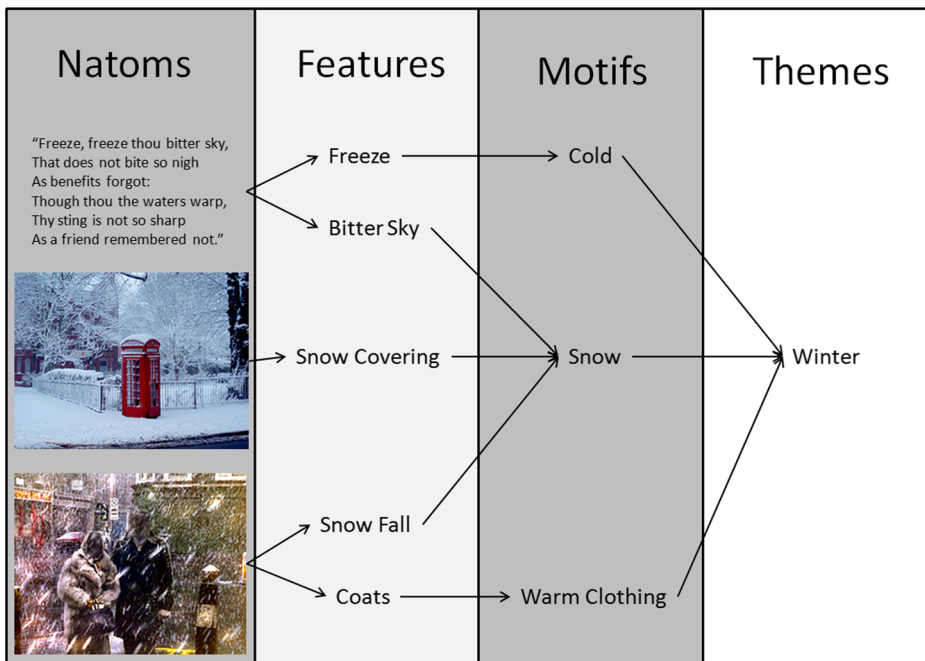 Natoms
Features
Motifs
Themes
“Freeze, freeze thou bitter sky,
That does not bite so nigh
As benefits forgot:
Though thou the waters warp,
Thy sting is not so sharp
As a friend remembered not.”
Freeze
Cold
Bitter Sky
Snow Covering
Snow
Winter
Snow Fall
Coats
Warm Clothing